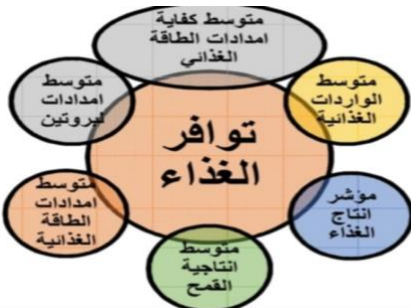 متوسط كفاية
امدادات الطاقة
الغذائي
متوسط
الواردات
الغذائية
متوسط
امدادات
لبروتين
توافر
الغذاء
مؤشر
انتاج
الغذاء
متوسط
امدادات
الطاقة
الغذائية
متوسط
انتاجية
القمح